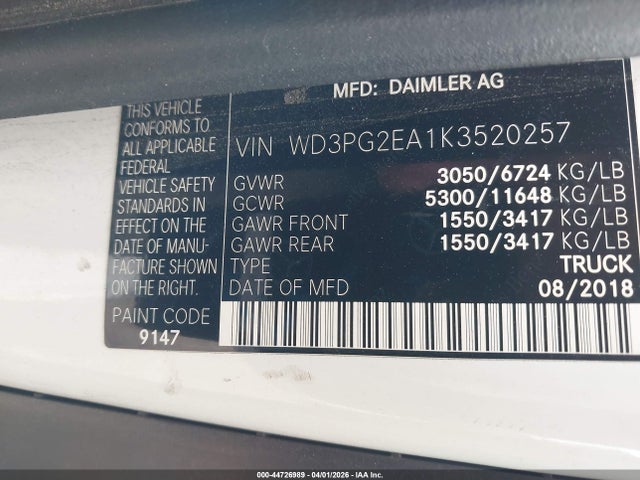 MFD: DAIMLER AG
THIS VEHICLE
CONFORMS TO
ALL APPLICABLE
FEDERAL
VEHICLE SAFETY
STANDARDS IN
EFFECT ON THE
DATE OF MANU-
FACTURE SHOWN
ON THE RIGHT.
PAINT CODE
9147
VIN WD3PG2EA1K3520257
GVWR 3050/6724 KG/LB
GCWR 5300/11648 KG/LB
GAWR FRONT 1550/3417 KG/LB
GAWR REAR 1550/3417 KG/LB
TYPE TRUCK
DATE OF MFD 08/2018
000-44726989 | 04/01/2026 - IAA Inc.